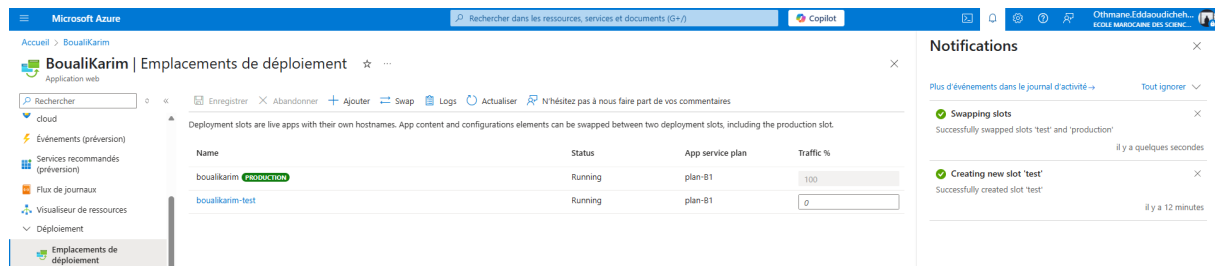 Microsoft Azure
Rechercher dans les ressources, services et documents (G+/)
Copilot
Othmane.Eddaoudicheh...
ECOLE MAROCAINE DES SCIENC...
Accueil > BoualiKarim
BoualiKarim | Emplacements de déploiement
Application web
Rechercher
cloud
Événements (préversion)
Services recommandés
(préversion)
Flux de journaux
Visualiseur de ressources
Déploiement
Emplacements de
déploiement
Enregistrer Abandonner Ajouter Swap Logs Actualiser N'hésitez pas à nous faire part de vos commentaires
Deployment slots are live apps with their own hostnames. App content and configurations elements can be swapped between two deployment slots, including the production slot.
Name Status App service plan Traffic %
boualikarim PRODUCTION Running plan-B1 100
boualikarim-test Running plan-B1 0
Notifications
Plus d'événements dans le journal d'activité → Tout ignorer
Swapping slots
Successfully swapped slots 'test' and 'production'
il y a quelques secondes
Creating new slot 'test'
Successfully created slot 'test'
il y a 12 minutes